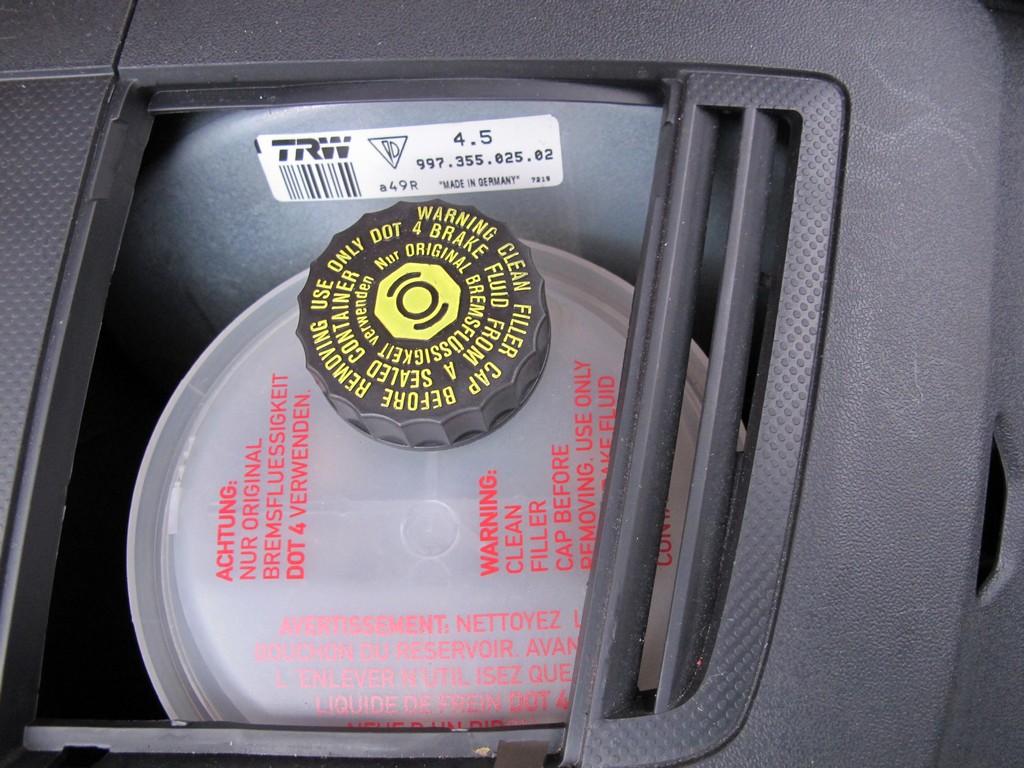 TRW 4.5
997.355.025.02
a49R "MADE IN GERMANY"
WARNING CLEAN FILLER CAP BEFORE REMOVING USE ONLY DOT 4 BRAKE FLUID FROM A SEALED CONTAINER
NUR ORIGINAL BREMSFLÜSSIGKEIT verwenden
ACHTUNG:
NUR ORIGINAL
BREMSFLUESSIGKEIT
DOT 4 VERWENDEN.
WARNING:
CLEAN
FILLER
CAP BEFORE
REMOVING. USE ONLY
FLUID
AVERTISSEMENT: NETTOYEZ
BOUCHON DU RESERVOIR. AVAN
L'ENLEVER N'UTILISEZ QUE
LIQUIDE DE FREIN DOT 4